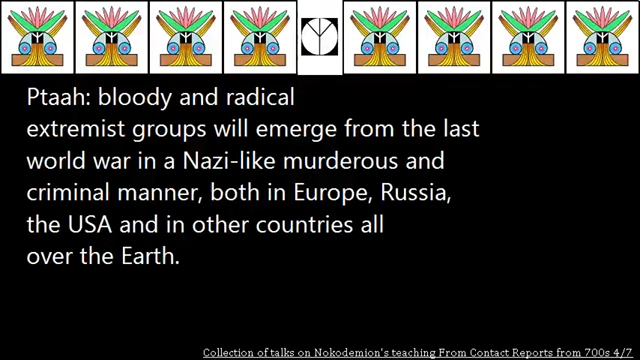 Ptaah: bloody and radical
extremist groups will emerge from the last
world war in a Nazi-like murderous and
criminal manner, both in Europe, Russia,
the USA and in other countries all
over the Earth.
Collection of talks on Nokodemion's teaching From Contact Reports from 700s 4/7